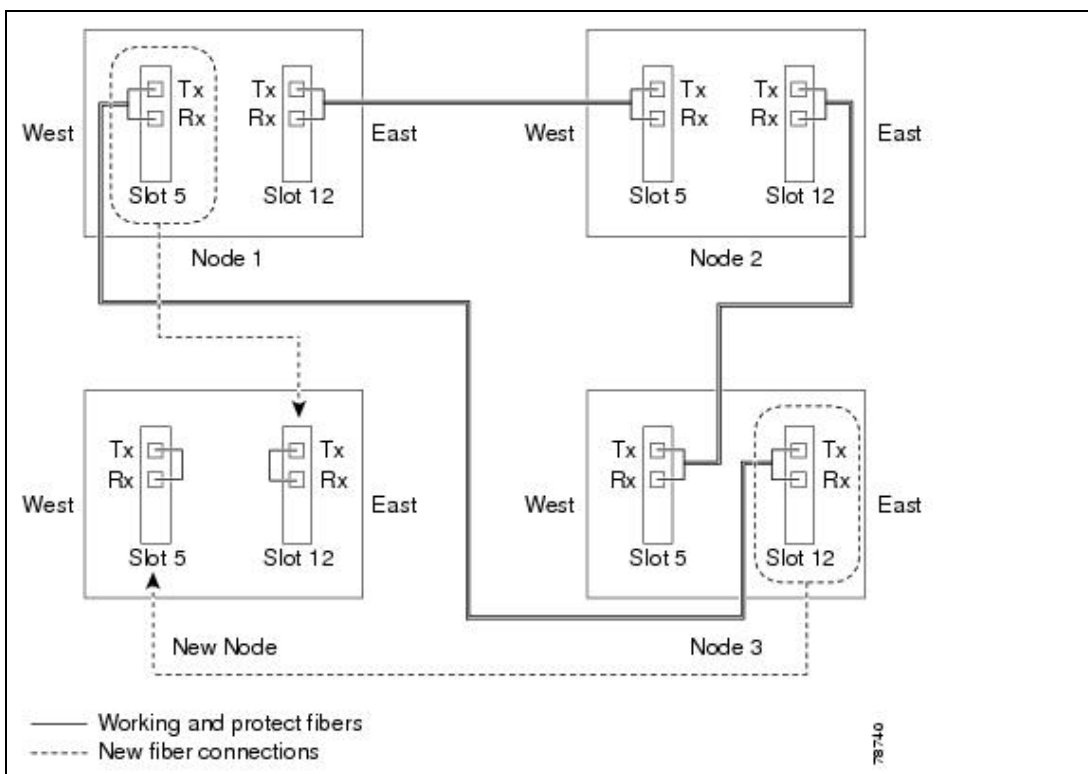 Tx Tx Tx Tx
West Rx Rx East West Rx Rx East
Slot 5 Slot 12 Slot 5 Slot 12
Node 1 Node 2
Tx Tx Tx Tx
West Rx Rx East West Rx Rx East
Slot 5 Slot 12 Slot 5 Slot 12
New Node Node 3
Working and protect fibers
New fiber connections
78740